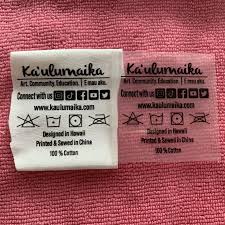 Ka'ulumaika
Art. Community. Education. | E mau ake.
Connect with us
www.kaulumaika.com
Designed in Hawaii
Printed & Sewed in China
100 % Cotton
Ka'ulumaika
Art. Community. Education. | E mau ake.
Connect with us
www.kaulumaika.com
Designed in Hawaii
Printed & Sewed in China
100 % Cotton